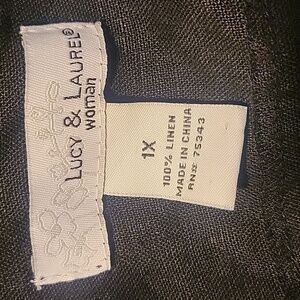 LUCY & LAUREL®
woman
1X
100% LINEN
MADE IN CHINA
RN# 75343